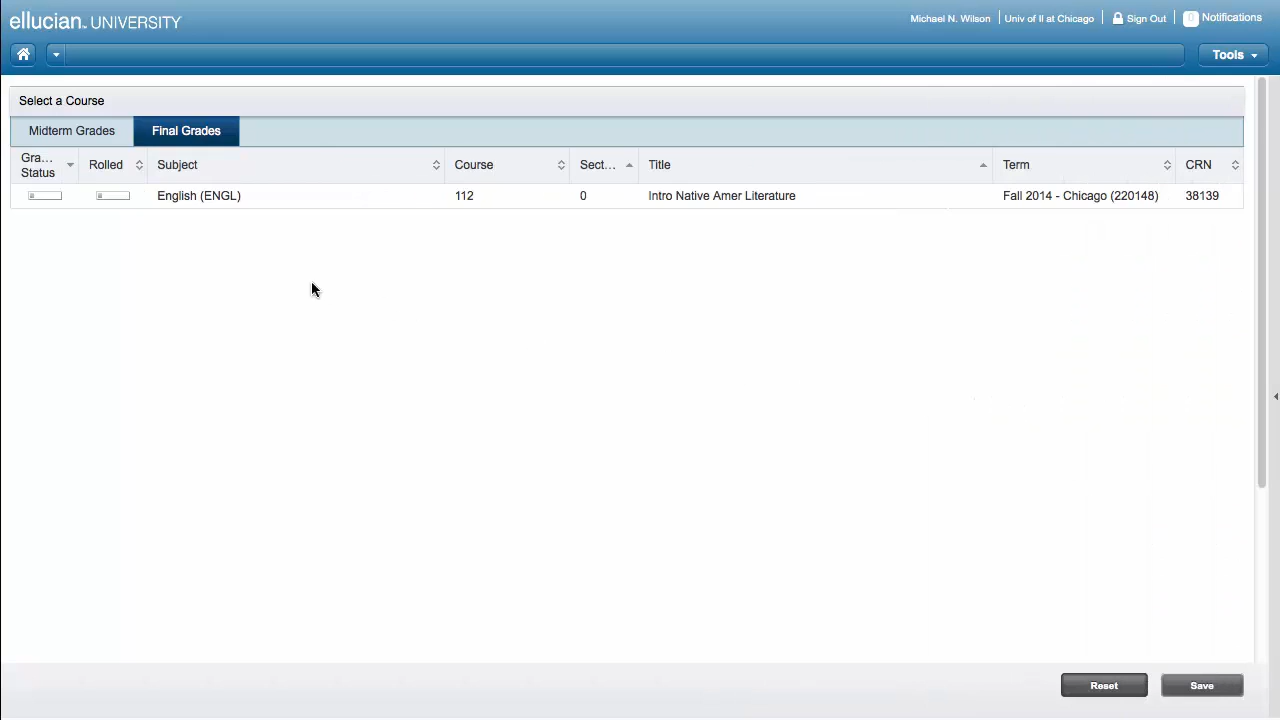 ellucian™ UNIVERSITY
Michael N. Wilson Univ of Il at Chicago Sign Out 0 Notifications
Tools
Select a Course
Midterm Grades Final Grades
Gra... Status Rolled Subject Course Sect... Title Term CRN
English (ENGL) 112 0 Intro Native Amer Literature Fall 2014 - Chicago (220148) 38139
Reset Save